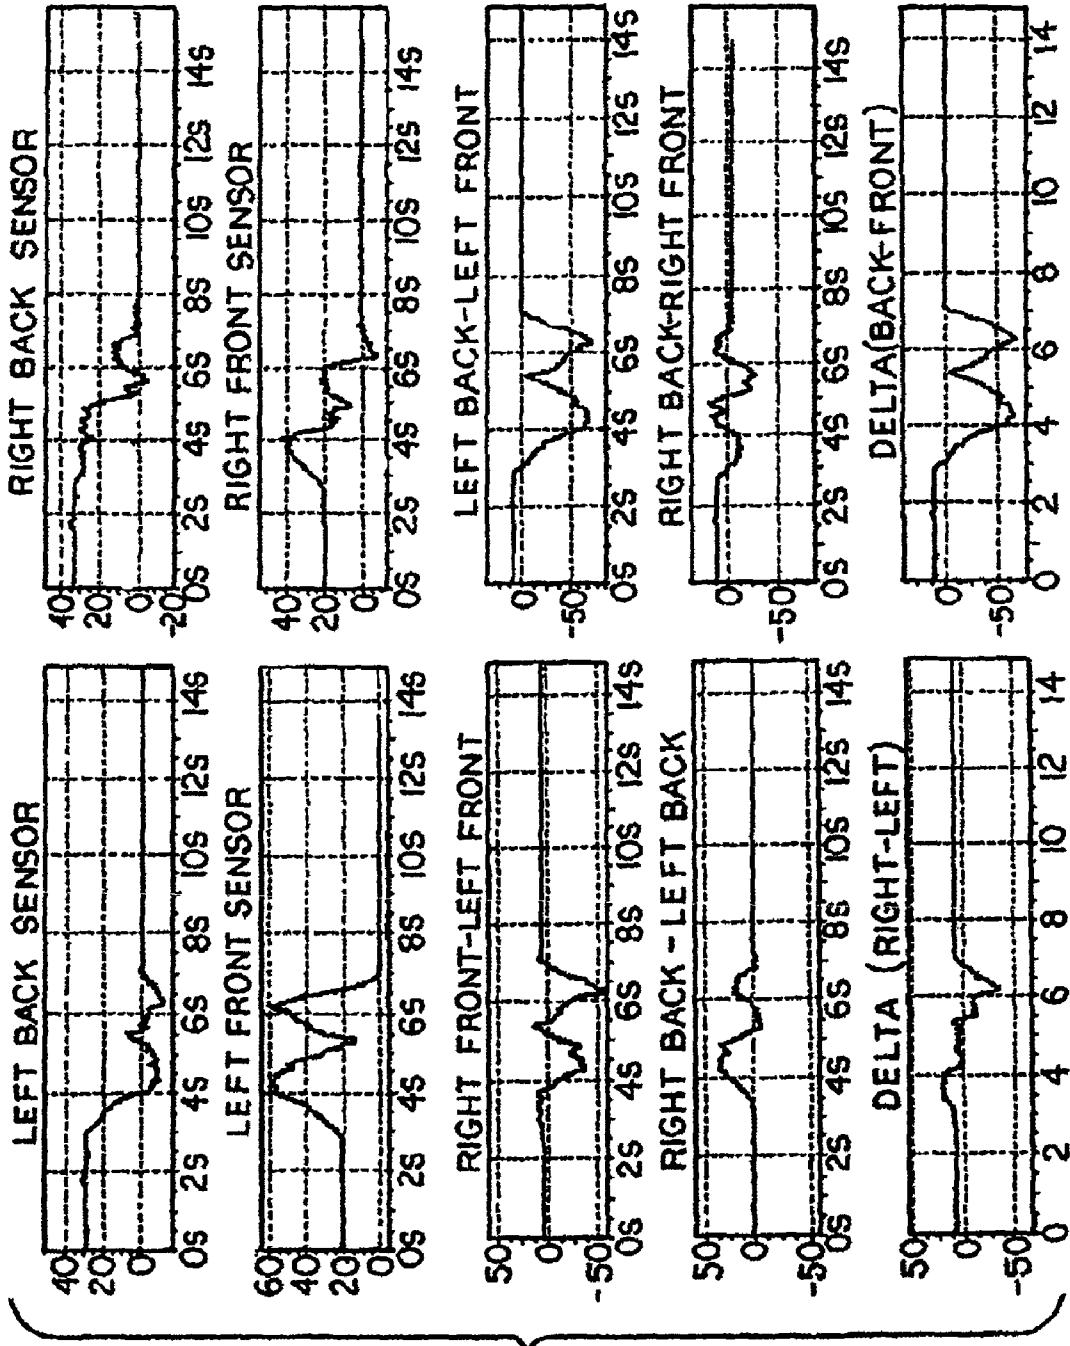 LEFT BACK SENSOR
40
20
0
0S 2S 4S 6S 8S 10S 12S 14S
RIGHT BACK SENSOR
40
20
0
-20
0S 2S 4S 6S 8S 10S 12S 14S
LEFT FRONT SENSOR
60
40
20
0
0S 2S 4S 6S 8S 10S 12S 14S
RIGHT FRONT SENSOR
40
20
0
0S 2S 4S 6S 8S 10S 12S 14S
RIGHT FRONT-LEFT FRONT
50
0
-50
0S 2S 4S 6S 8S 10S 12S 14S
LEFT BACK-LEFT FRONT
0
-50
0S 2S 4S 6S 8S 10S 12S 14S
RIGHT BACK-LEFT BACK
50
0
-50
0S 2S 4S 6S 8S 10S 12S 14S
RIGHT BACK-RIGHT FRONT
0
-50
0S 2S 4S 6S 8S 10S 12S 14S
DELTA (RIGHT-LEFT)
50
0
-50
0 2 4 6 8 10 12 14
DELTA(BACK-FRONT)
0
-50
0 2 4 6 8 10 12 14